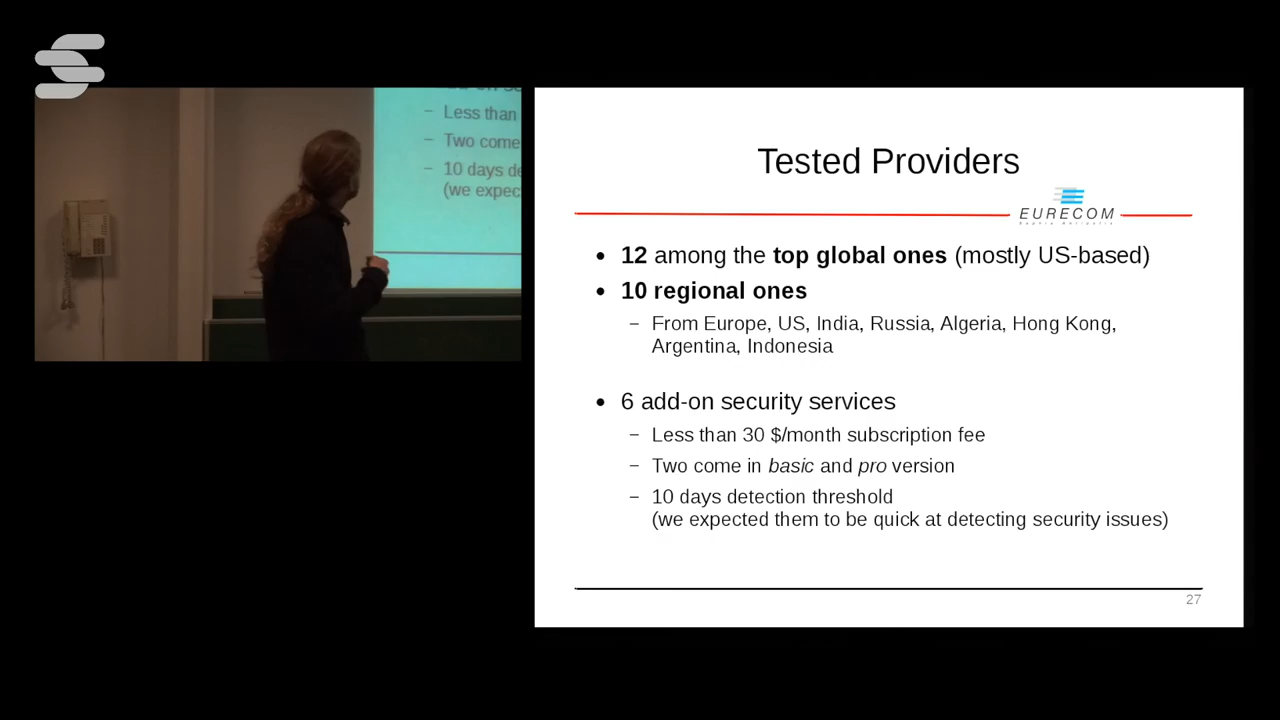 Less than
Two come
10 days de
(we expec
Tested Providers
EURECOM
• 12 among the top global ones (mostly US-based)
• 10 regional ones
– From Europe, US, India, Russia, Algeria, Hong Kong,
Argentina, Indonesia
• 6 add-on security services
– Less than 30 $/month subscription fee
– Two come in basic and pro version
– 10 days detection threshold
(we expected them to be quick at detecting security issues)
27